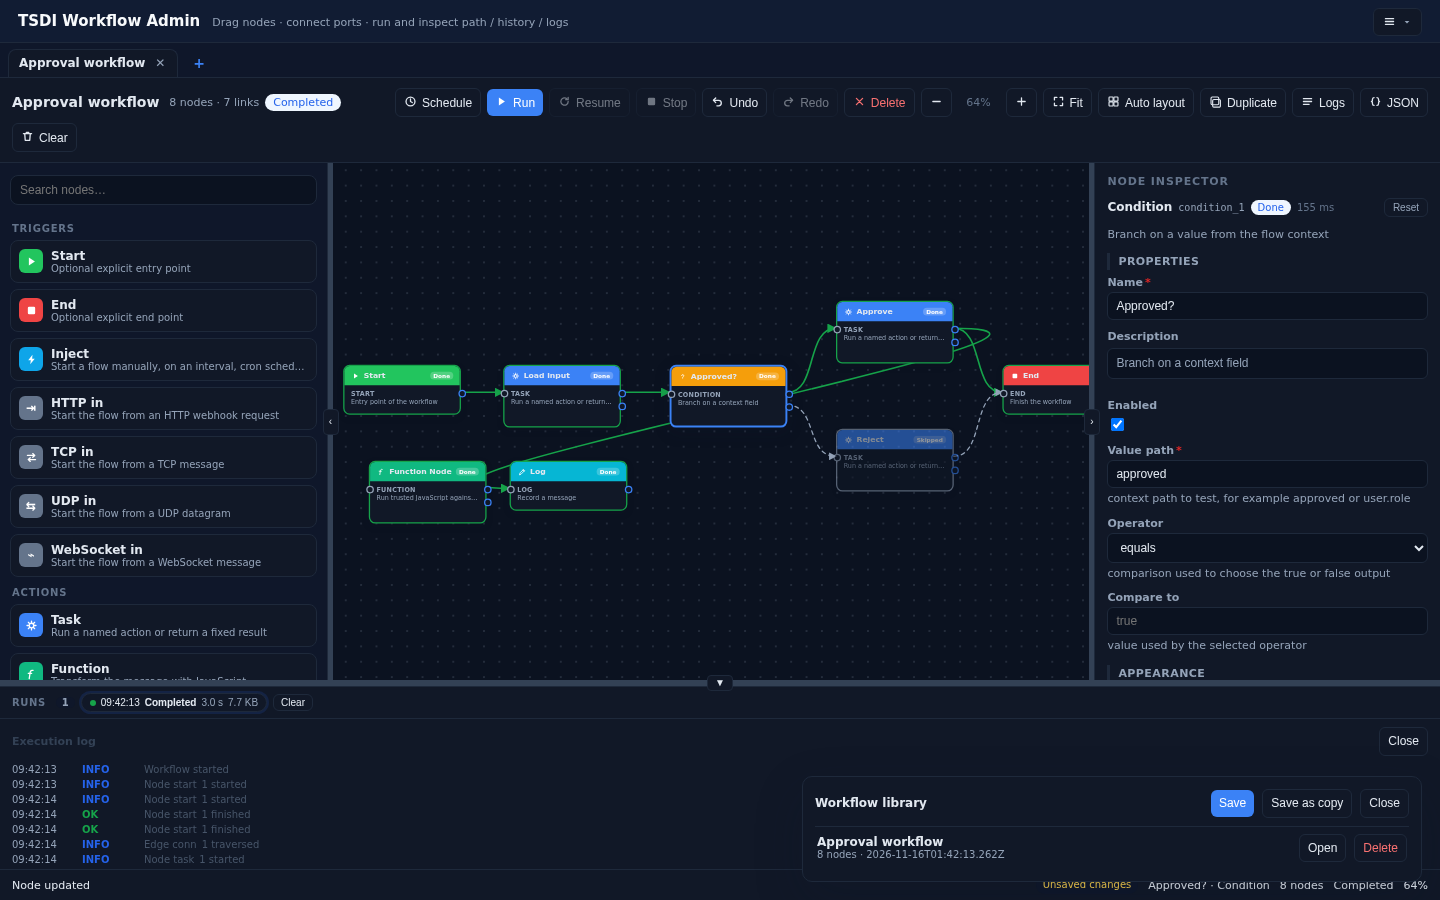 TSDI Workflow Admin Drag nodes · connect ports · run and inspect path / history / logs
Approval workflow × +
Approval workflow 8 nodes · 7 links Completed Schedule Run Resume Stop Undo Redo Delete − 64% + Fit Auto layout Duplicate Logs {} JSON
Clear
Search nodes…
TRIGGERS
Start
Optional explicit entry point
End
Optional explicit end point
Inject
Start a flow manually, on an interval, cron sched…
HTTP in
Start the flow from an HTTP webhook request
TCP in
Start the flow from a TCP message
UDP in
Start the flow from a UDP datagram
WebSocket in
Start the flow from a WebSocket message
ACTIONS
Task
Run a named action or return a fixed result
Function
Transform the message with JavaScript
Start Done
START
Entry point of the workflow
Load input Done
TASK
Run a named action or return…
? Approved? Done
CONDITION
Branch on a context field
Approve Done
TASK
Run a named action or return…
End
END
Finish the workflow
Reject Skipped
TASK
Run a named action or return…
ƒ Function Node Done
FUNCTION
Run trusted JavaScript agains…
Log Done
LOG
Record a message
NODE INSPECTOR
Condition condition_1 Done 155 ms Reset
Branch on a value from the flow context
PROPERTIES
Name *
Approved?
Description
Branch on a context field
Enabled
Value path *
approved
context path to test, for example approved or user.role
Operator
equals
comparison used to choose the true or false output
Compare to
true
value used by the selected operator
APPEARANCE
RUNS 1 09:42:13 Completed 3.0 s 7.7 KB Clear
Execution log Close
09:42:13 INFO Workflow started
09:42:13 INFO Node start_1 started
09:42:14 INFO Node start_1 started
09:42:14 OK Node start_1 finished
09:42:14 OK Node start_1 finished
09:42:14 INFO Edge conn_1 traversed
09:42:14 INFO Node task_1 started
Workflow library Save Save as copy Close
Approval workflow
8 nodes · 2026-11-16T01:42:13.262Z Open Delete
Node updated Unsaved changes Approved? · Condition 8 nodes Completed 64%